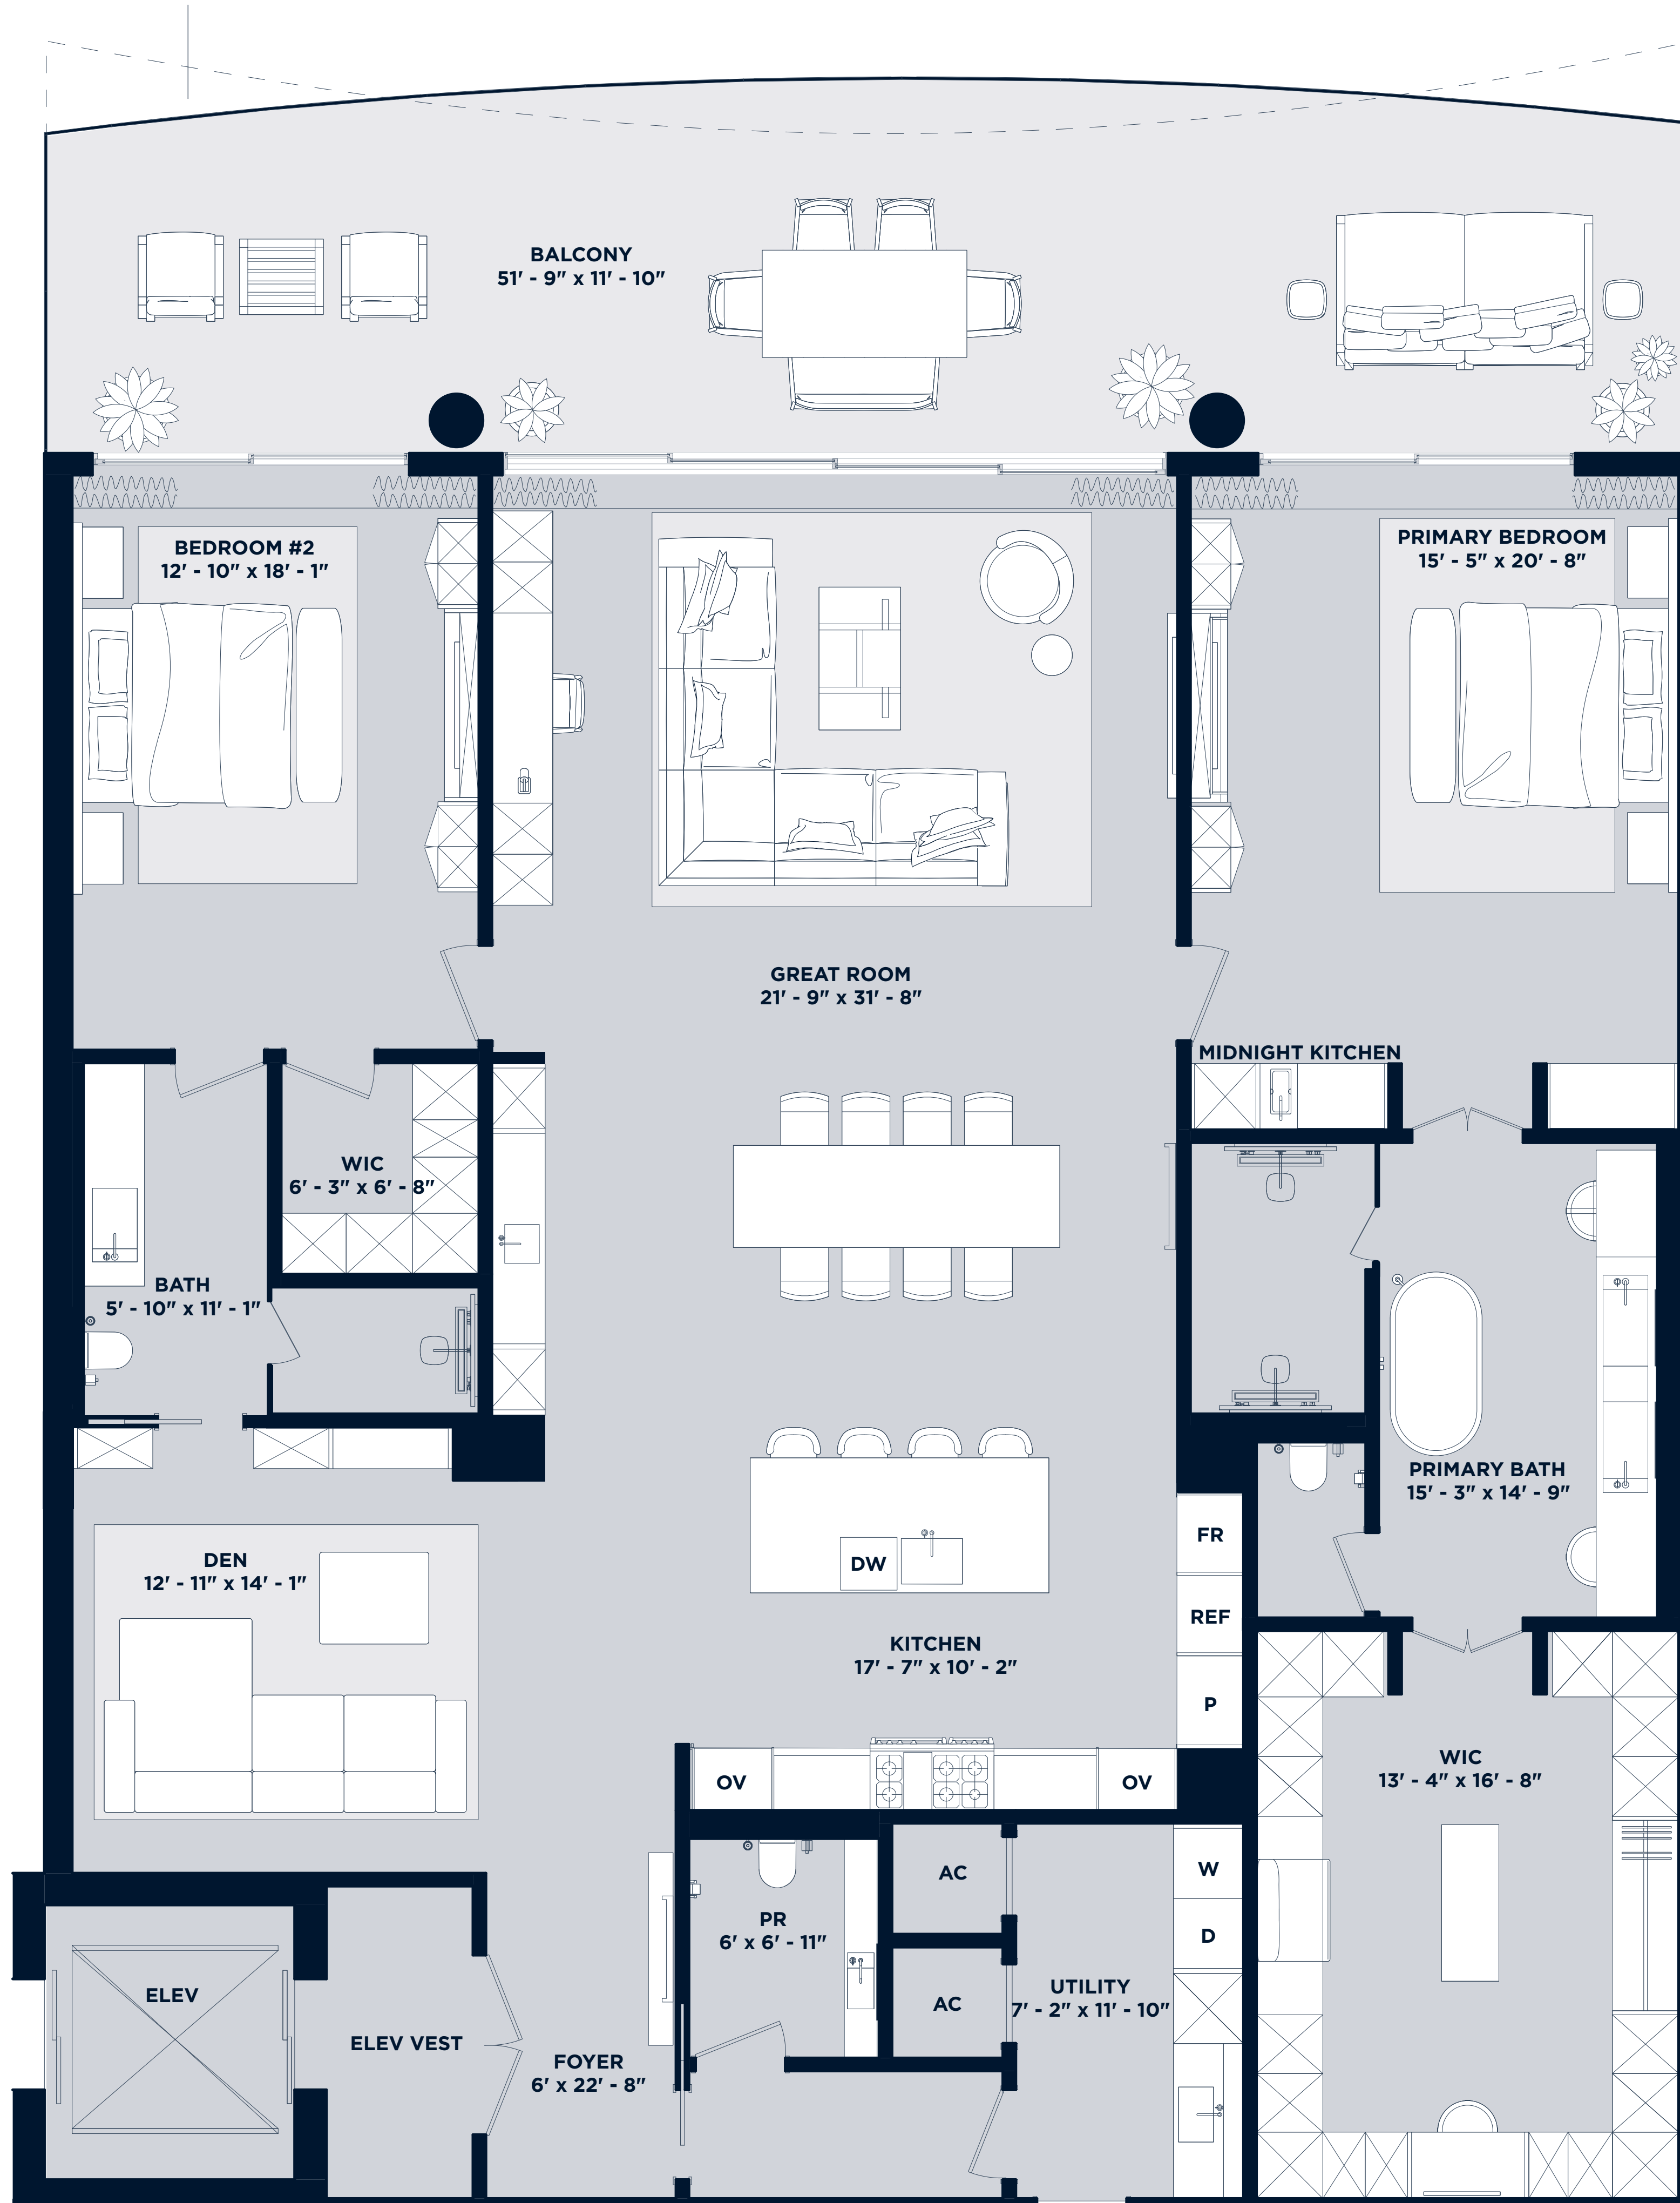 BALCONY
51' - 9" x 11' - 10"
BEDROOM #2
12' - 10" x 18' - 1"
PRIMARY BEDROOM
15' - 5" x 20' - 8"
GREAT ROOM
21' - 9" x 31' - 8"
MIDNIGHT KITCHEN
WIC
6' - 3" x 6' - 8"
BATH
5' - 10" x 11' - 1"
PRIMARY BATH
15' - 3" x 14' - 9"
FR
DW
DEN
12' - 11" x 14' - 1"
REF
KITCHEN
17' - 7" x 10' - 2"
P
OV
OV
WIC
13' - 4" x 16' - 8"
AC
W
PR
6' x 6' - 11"
D
ELEV
AC
UTILITY
7' - 2" x 11' - 10"
ELEV VEST
FOYER
6' x 22' - 8"